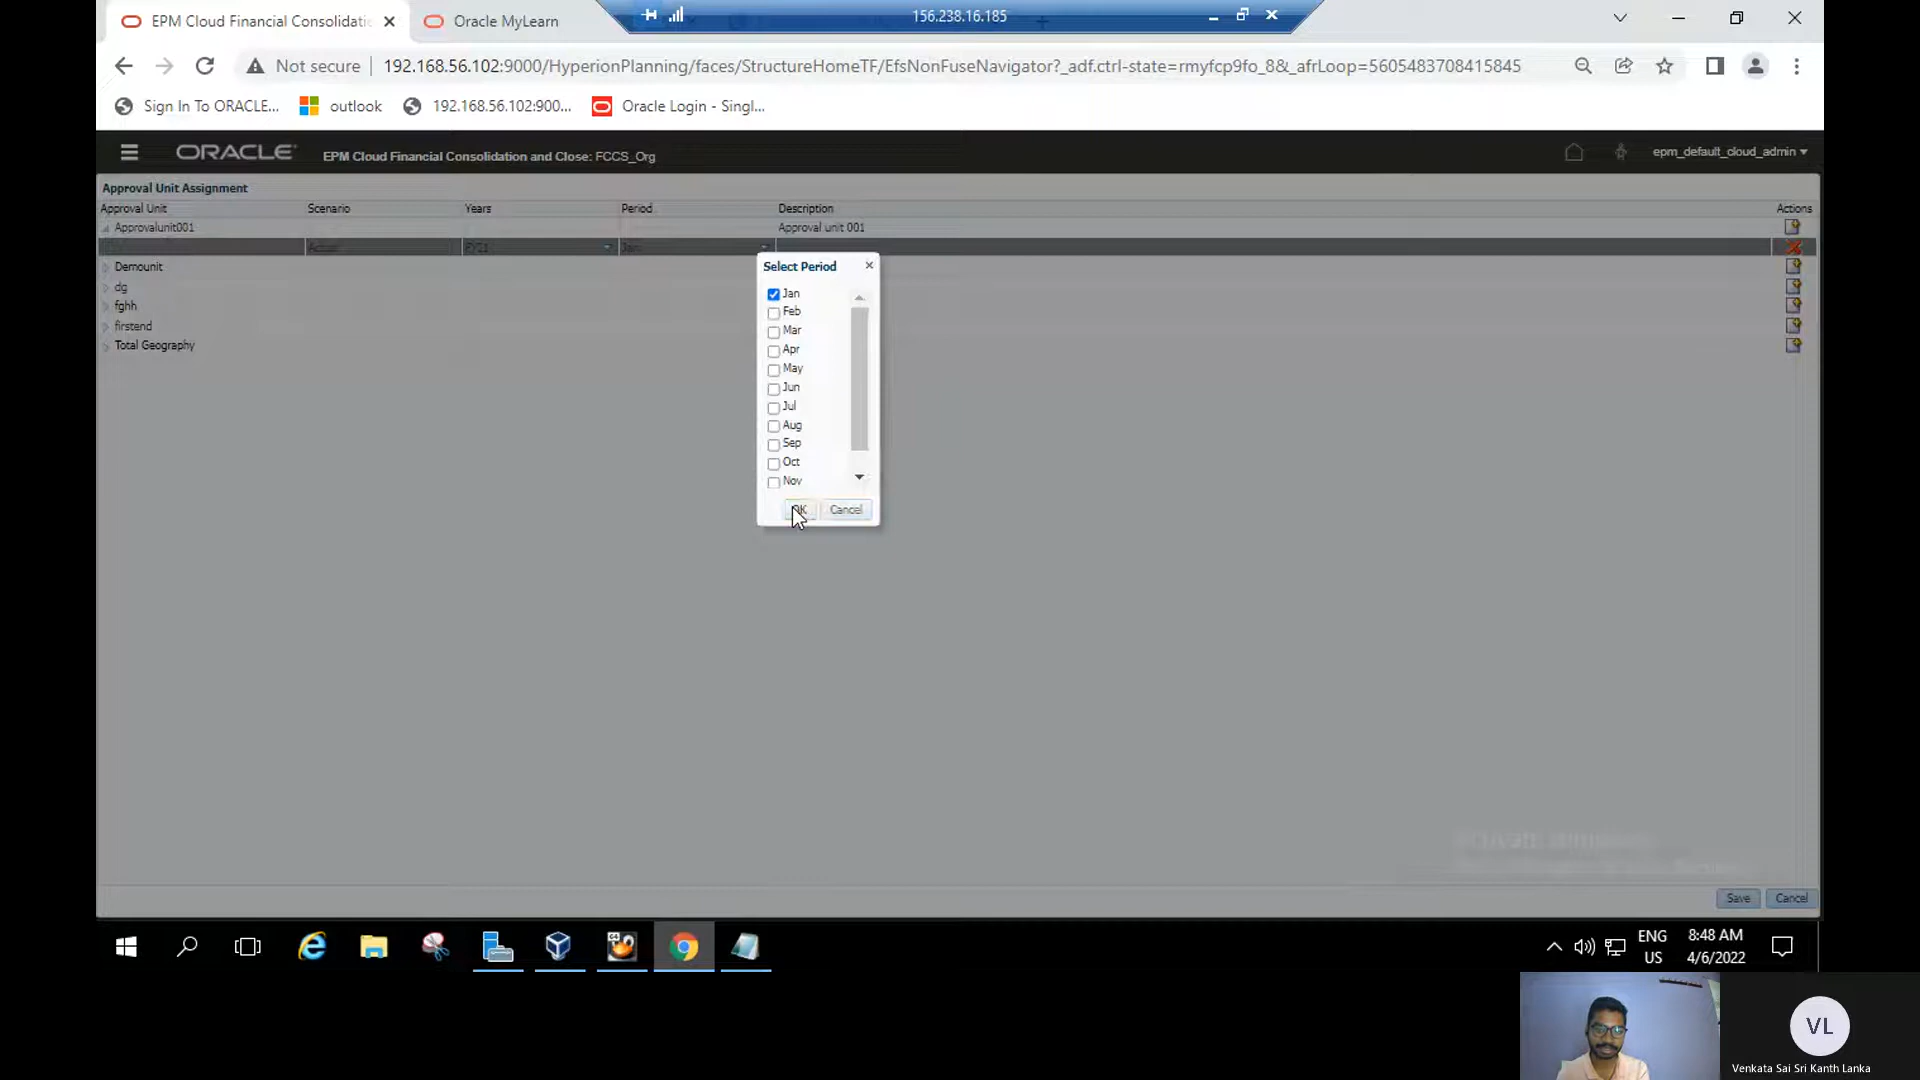 EPM Cloud Financial Consolidatic
Oracle MyLearn
156.238.16.185
Not secure
192.168.56.102:9000/HyperionPlanning/faces/StructureHomeTF/EfsNonFuseNavigator?_adf.ctrl-state=rmyfcp9fo_8&_afrLoop=5605483708415845
Sign In To ORACLE...
outlook
192.168.56.102:900...
Oracle Login - Singl...
ORACLE
EPM Cloud Financial Consolidation and Close: FCCS_Org
epm_default_cloud_admin
Approval Unit Assignment
Approval Unit Scenario Years Period Description Actions
Approvalunit001 Approval unit 001
Actual FY21 Jan
Demounit
dg
fghh
firstend
Total Geography
Select Period
Jan
Feb
Mar
Apr
May
Jun
Jul
Aug
Sep
Oct
Nov
OK Cancel
Save Cancel
ENG
US
8:48 AM
4/6/2022
VL
Venkata Sai Sri Kanth Lanka